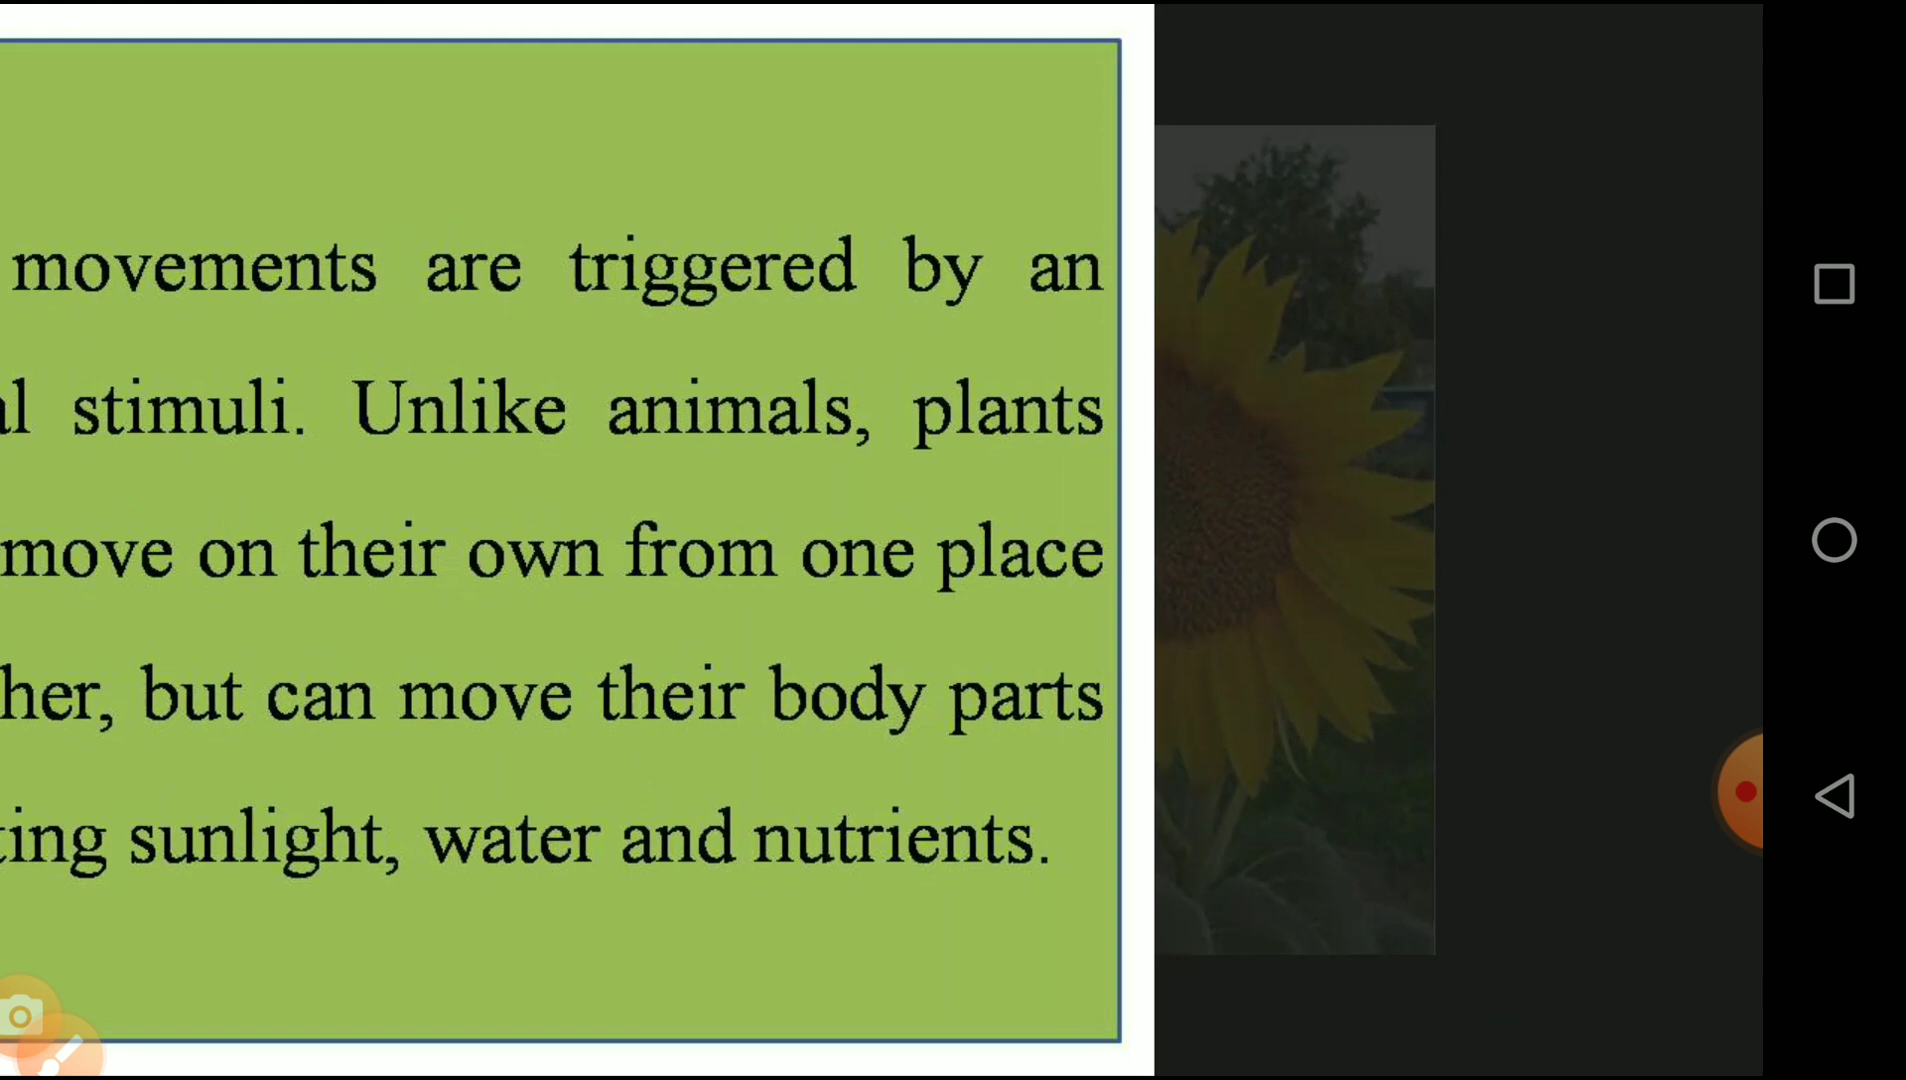 movements are triggered by an
al stimuli. Unlike animals, plants
move on their own from one place
her, but can move their body parts
ting sunlight, water and nutrients.